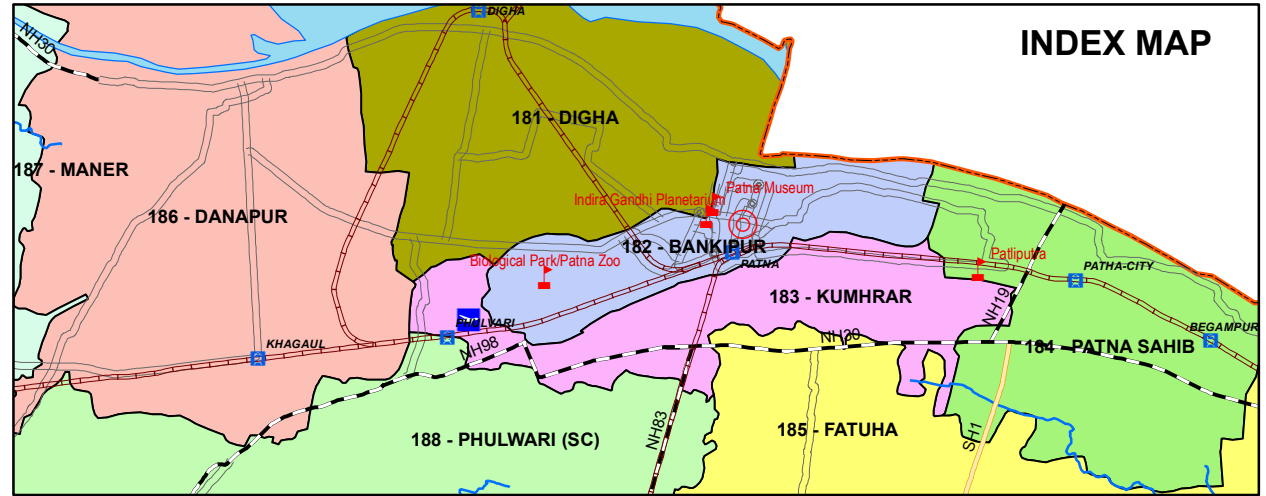 DIGHA
NH30
INDEX MAP
181 - DIGHA
187 - MANER
Patna Museum
Indira Gandhi Planetarium
186 - DANAPUR
182 - BANKIPUR
Patliputra
Biological Park/Patna Zoo
PATNA
PATHA-CITY
183 - KUMHRAR
NH19
PHULVARI
BEGAMPUR
NH30
KHAGAUL
NH98
184 - PATNA SAHIB
NH83
185 - FATUHA
SH1
188 - PHULWARI (SC)